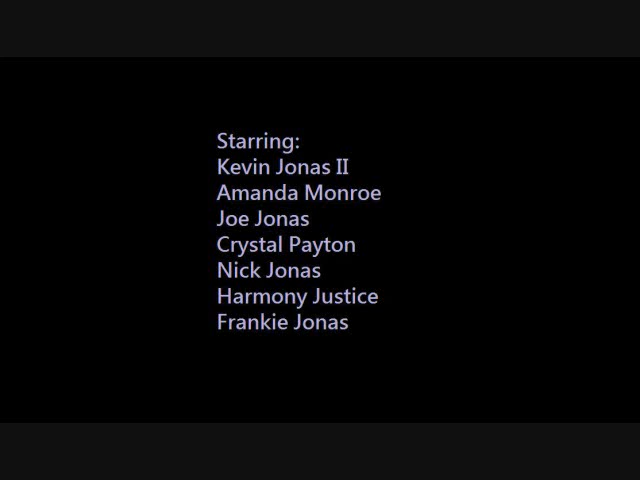 Starring:
Kevin Jonas II
Amanda Monroe
Joe Jonas
Crystal Payton
Nick Jonas
Harmony Justice
Frankie Jonas